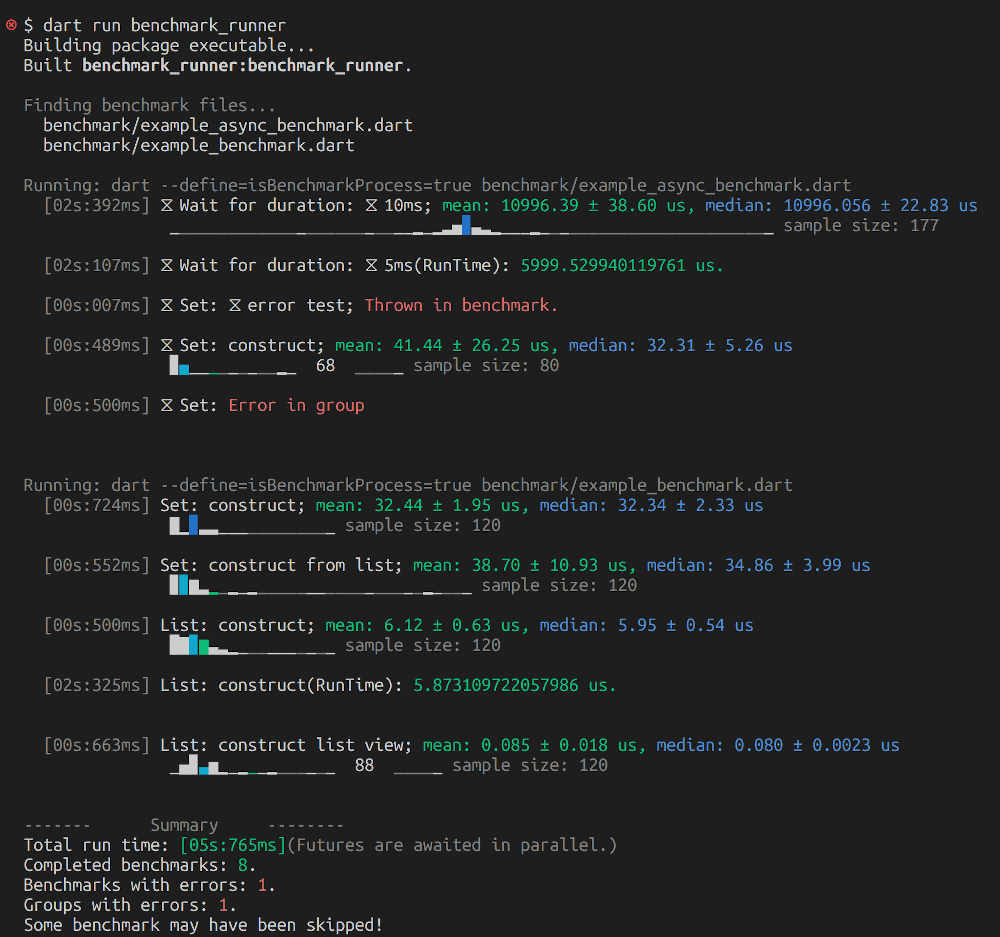 $ dart run benchmark_runner
Building package executable...
Built benchmark_runner:benchmark_runner.
Finding benchmark files...
benchmark/example_async_benchmark.dart
benchmark/example_benchmark.dart
Running: dart --define=isBenchmarkProcess=true benchmark/example_async_benchmark.dart
[02s:392ms] ⧖ Wait for duration: ⧖ 10ms; mean: 10996.39 ± 38.60 us, median: 10996.056 ± 22.83 us
sample size: 177
[02s:107ms] ⧖ Wait for duration: ⧖ 5ms(RunTime): 5999.529940119761 us.
[00s:007ms] ⧖ Set: ⧖ error test; Thrown in benchmark.
[00s:489ms] ⧖ Set: construct; mean: 41.44 ± 26.25 us, median: 32.31 ± 5.26 us
68 sample size: 80
[00s:500ms] ⧖ Set: Error in group
Running: dart --define=isBenchmarkProcess=true benchmark/example_benchmark.dart
[00s:724ms] Set: construct; mean: 32.44 ± 1.95 us, median: 32.34 ± 2.33 us
sample size: 120
[00s:552ms] Set: construct from list; mean: 38.70 ± 10.93 us, median: 34.86 ± 3.99 us
sample size: 120
[00s:500ms] List: construct; mean: 6.12 ± 0.63 us, median: 5.95 ± 0.54 us
sample size: 120
[02s:325ms] List: construct(RunTime): 5.873109722057986 us.
[00s:663ms] List: construct list view; mean: 0.085 ± 0.018 us, median: 0.080 ± 0.0023 us
88 sample size: 120
------- Summary --------
Total run time: [05s:765ms](Futures are awaited in parallel.)
Completed benchmarks: 8.
Benchmarks with errors: 1.
Groups with errors: 1.
Some benchmark may have been skipped!